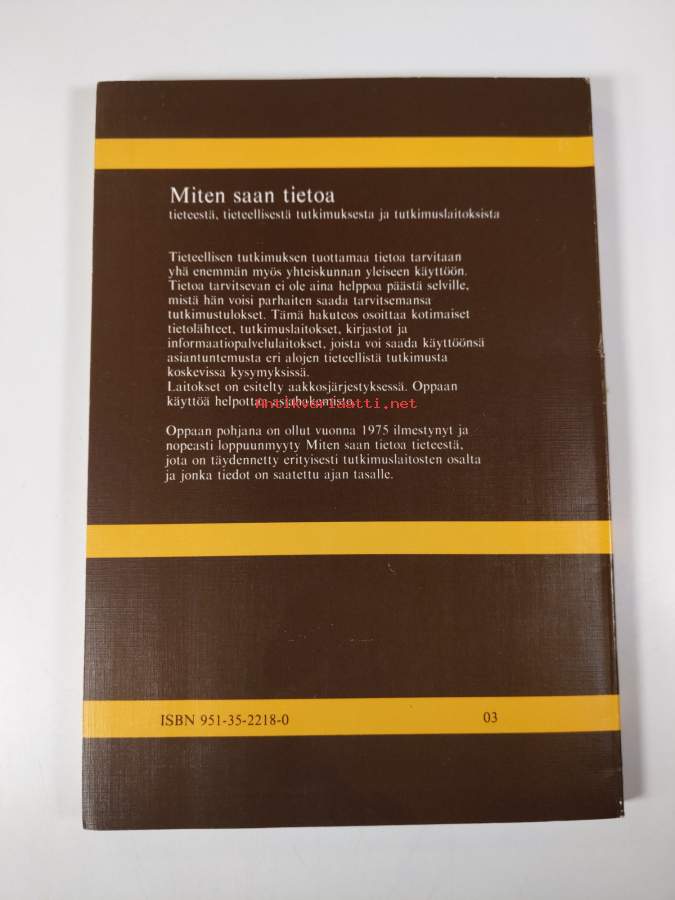 Miten saan tietoa
tieteestä, tieteellisestä tutkimuksesta ja tutkimuslaitoksista
Tieteellisen tutkimuksen tuottamaa tietoa tarvitaan
yhä enemmän myös yhteiskunnan yleiseen käyttöön.
Tietoa tarvitsevan ei ole aina helppoa päästä selville,
mistä hän voisi parhaiten saada tarvitsemansa
tutkimustulokset. Tämä hakuteos osoittaa kotimaiset
tietolähteet, tutkimuslaitokset, kirjastot ja
informaatiopalvelulaitokset, joista voi saada käyttöönsä
asiantuntemusta eri alojen tieteellistä tutkimusta
koskevissa kysymyksissä.
Laitokset on esitelty aakkosjärjestyksessä. Oppaan
käyttöä helpottaa asiahakemisto.
Antikvariaatti.net
Oppaan pohjana on ollut vuonna 1975 ilmestynyt ja
nopeasti loppuunmyyty Miten saan tietoa tieteestä,
jota on täydennetty erityisesti tutkimuslaitosten osalta
ja jonka tiedot on saatettu ajan tasalle.
ISBN 951-35-2218-0 03